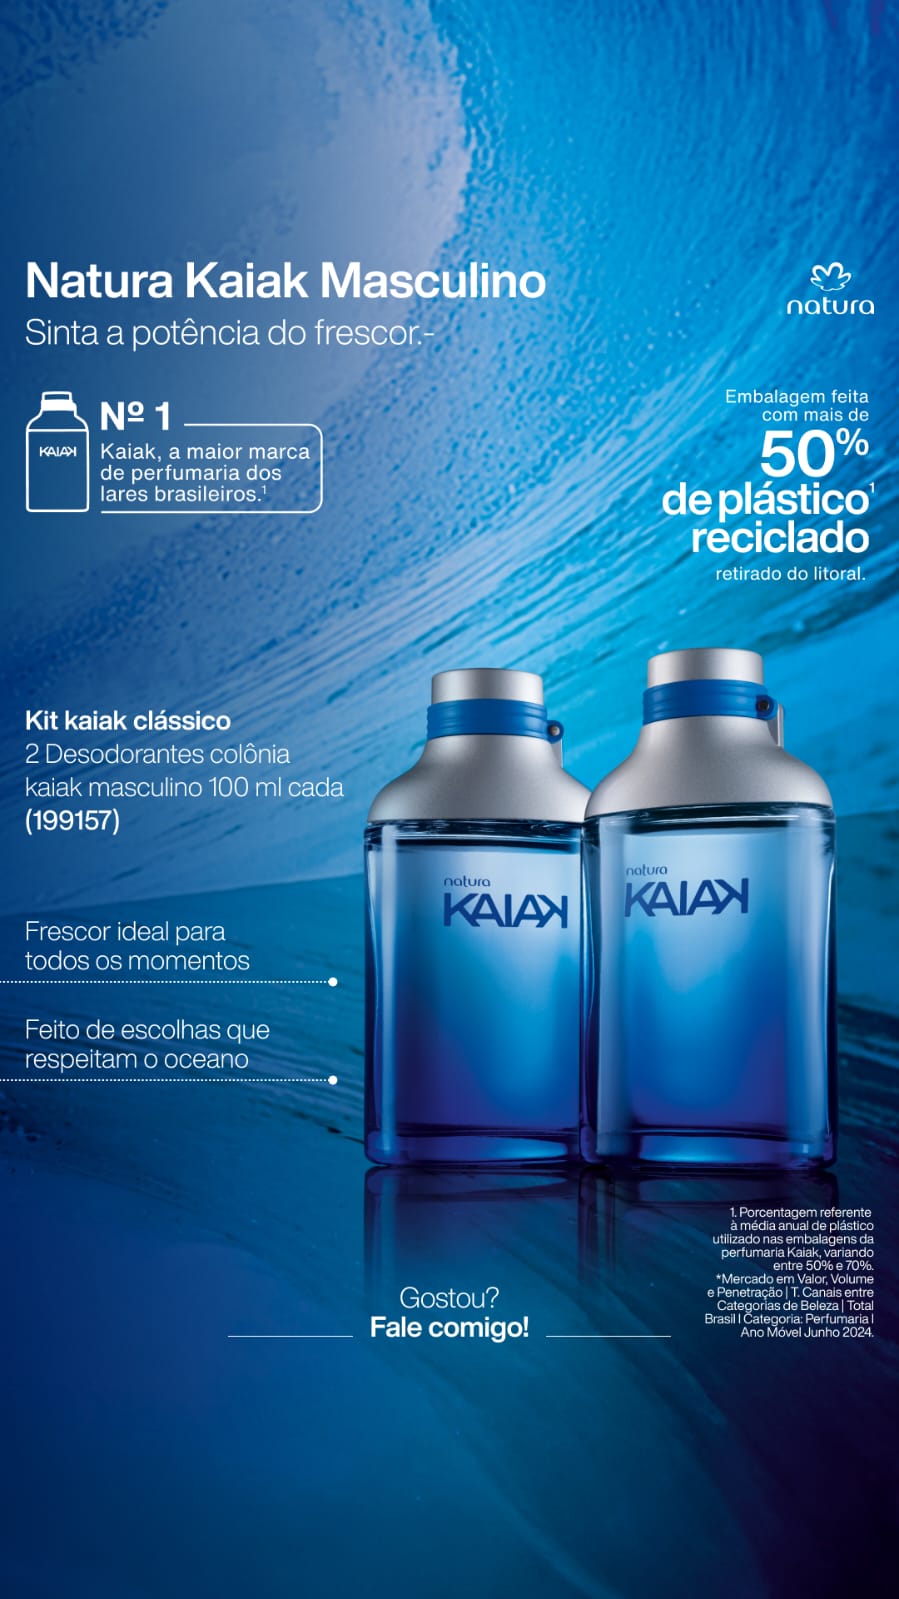 Natura Kaiak Masculino
Sinta a potência do frescor.-
natura
Nº 1
KAIAK
Kaiak, a maior marca
de perfumaria dos
lares brasileiros.¹
Embalagem feita
com mais de
50%
de plástico¹
reciclado
retirado do litoral.
Kit kaiak clássico
2 Desodorantes colônia
kaiak masculino 100 ml cada
(199157)
natura
KAIAK
natura
KAIAK
Frescor ideal para
todos os momentos
Feito de escolhas que
respeitam o oceano
1. Porcentagem referente
à média anual de plástico
utilizado nas embalagens da
perfumaria Kaiak, variando
entre 50% e 70%.
*Mercado em Valor, Volume
e Penetração | T. Canais entre
Categorias de Beleza | Total
Brasil I Categoria: Perfumaria I
Ano Móvel Junho 2024.
Gostou?
Fale comigo!